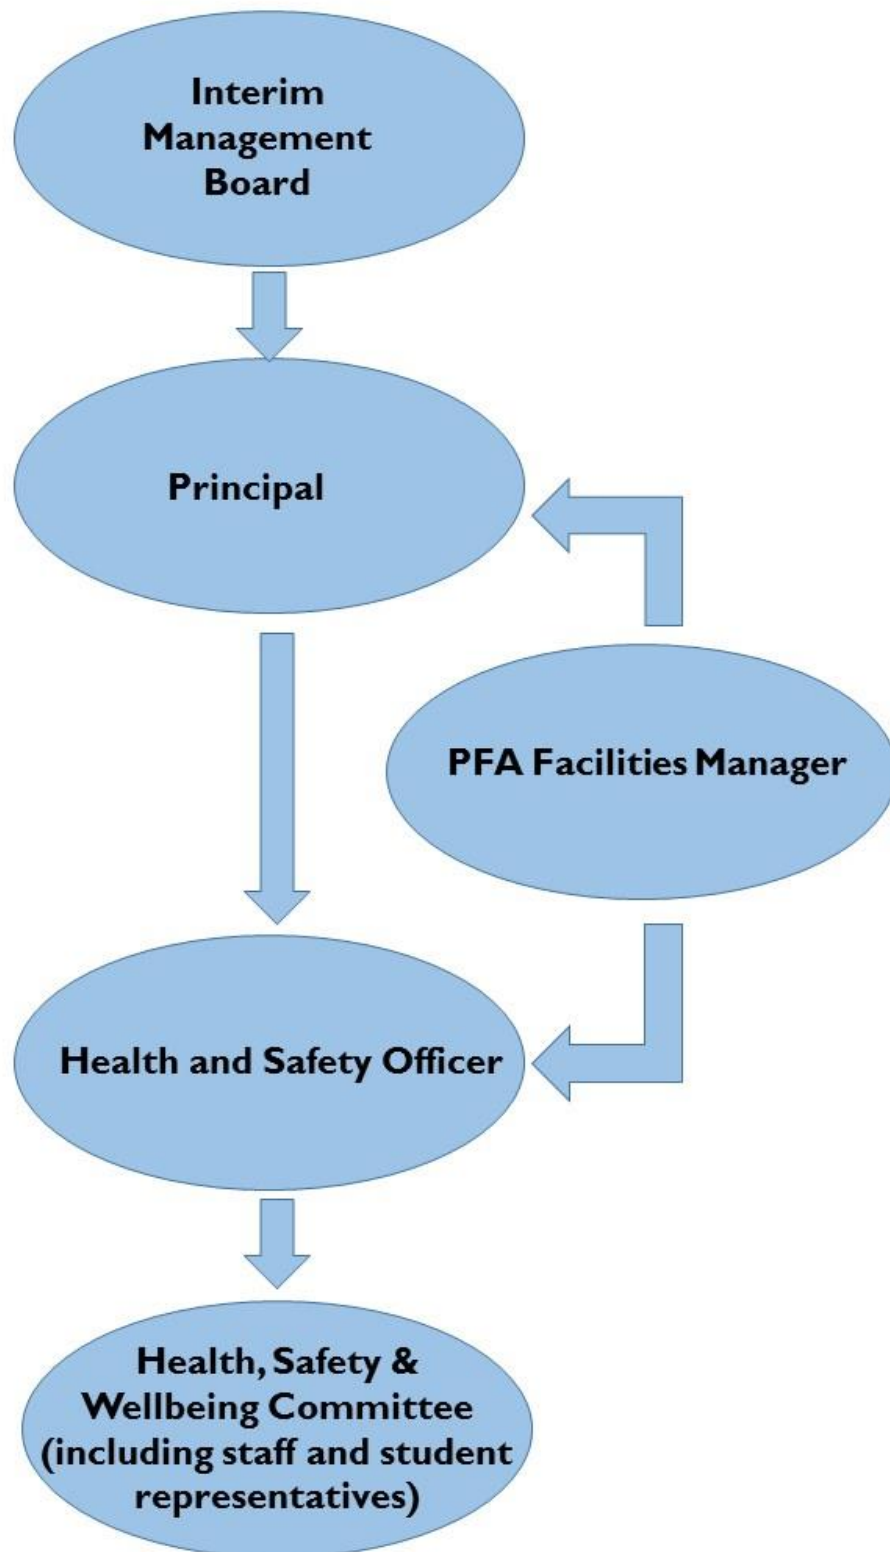 Interim
Management
Board
Principal
PFA Facilities Manager
Health and Safety Officer
Health, Safety &
Wellbeing Committee
(including staff and student
representatives)